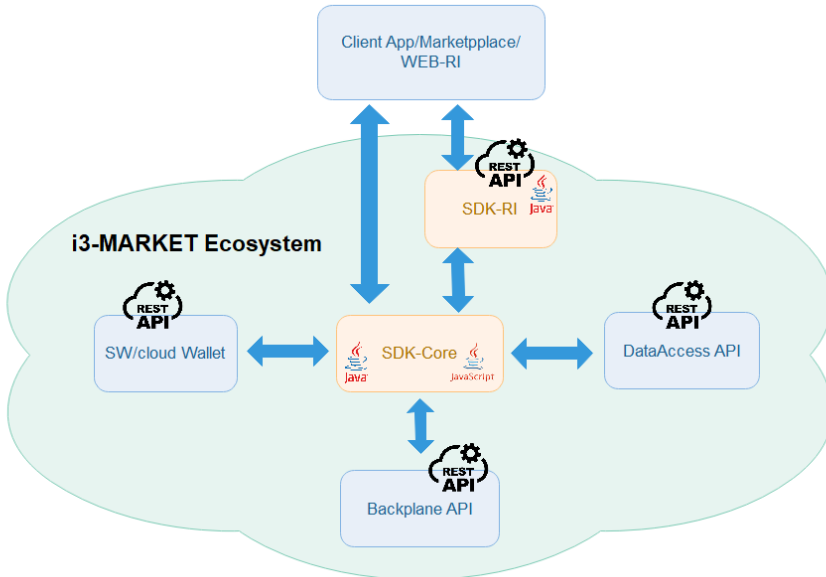 Client App/Marketpplace/
WEB-RI
REST
API
SDK-RI
Java
i3-MARKET Ecosystem
REST
API
SW/cloud Wallet
Java
SDK-Core
JavaScript
REST
API
DataAccess API
REST
API
Backplane API